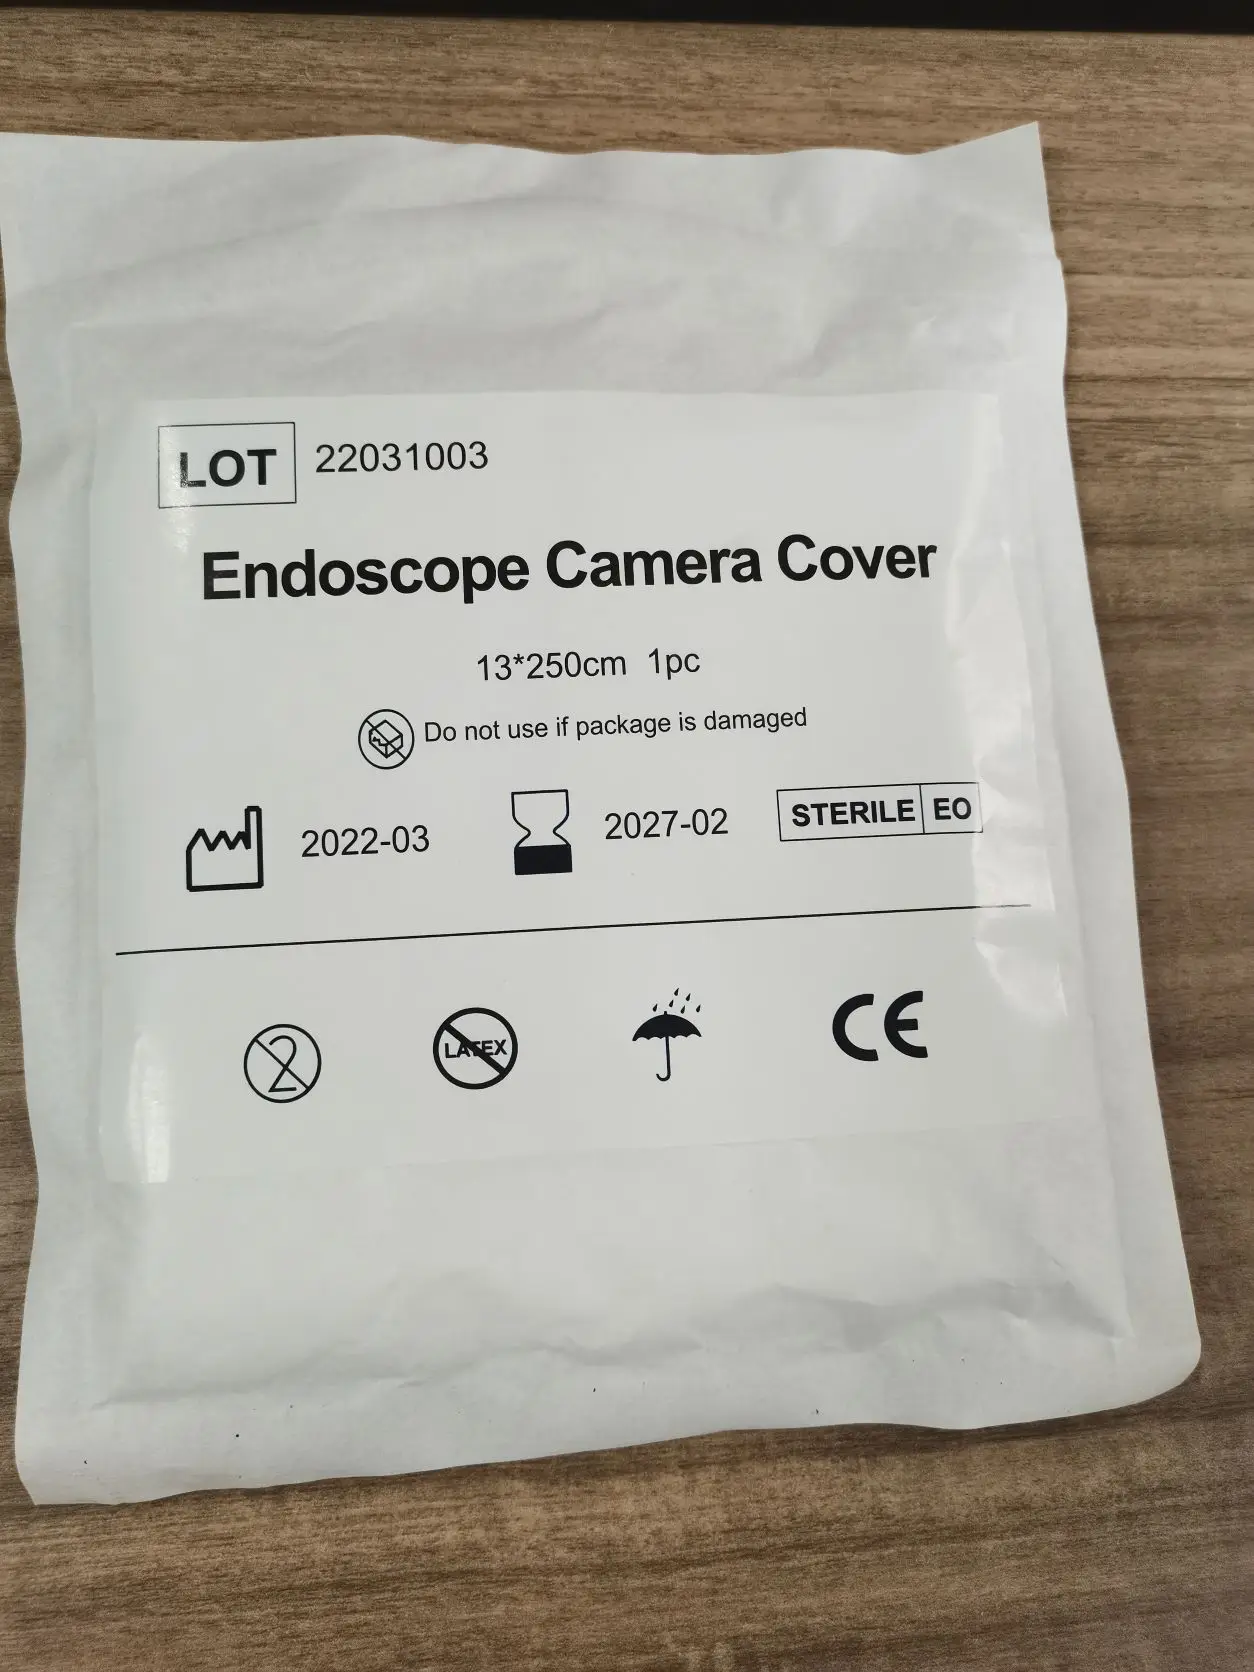 LOT 22031003
Endoscope Camera Cover
13*250cm 1pc
Do not use if package is damaged
2022-03 2027-02 STERILE EO
2 LATEX CE